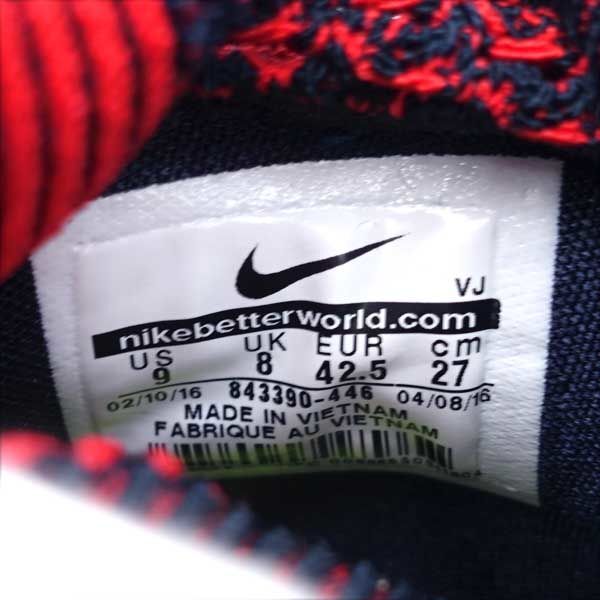 VJ
nikebetterworld.com
US UK EUR cm
9 8 42.5 27
02/10/16 843390-446 04/08/16
MADE IN VIETNAM
FABRIQUE AU VIETNAM